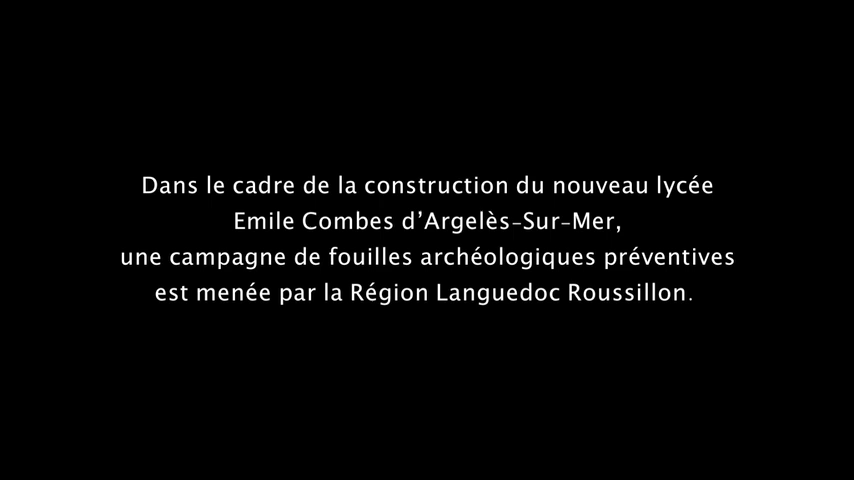 Dans le cadre de la construction du nouveau lycée
Emile Combes d’Argelès-Sur-Mer,
une campagne de fouilles archéologiques préventives
est menée par la Région Languedoc Roussillon.